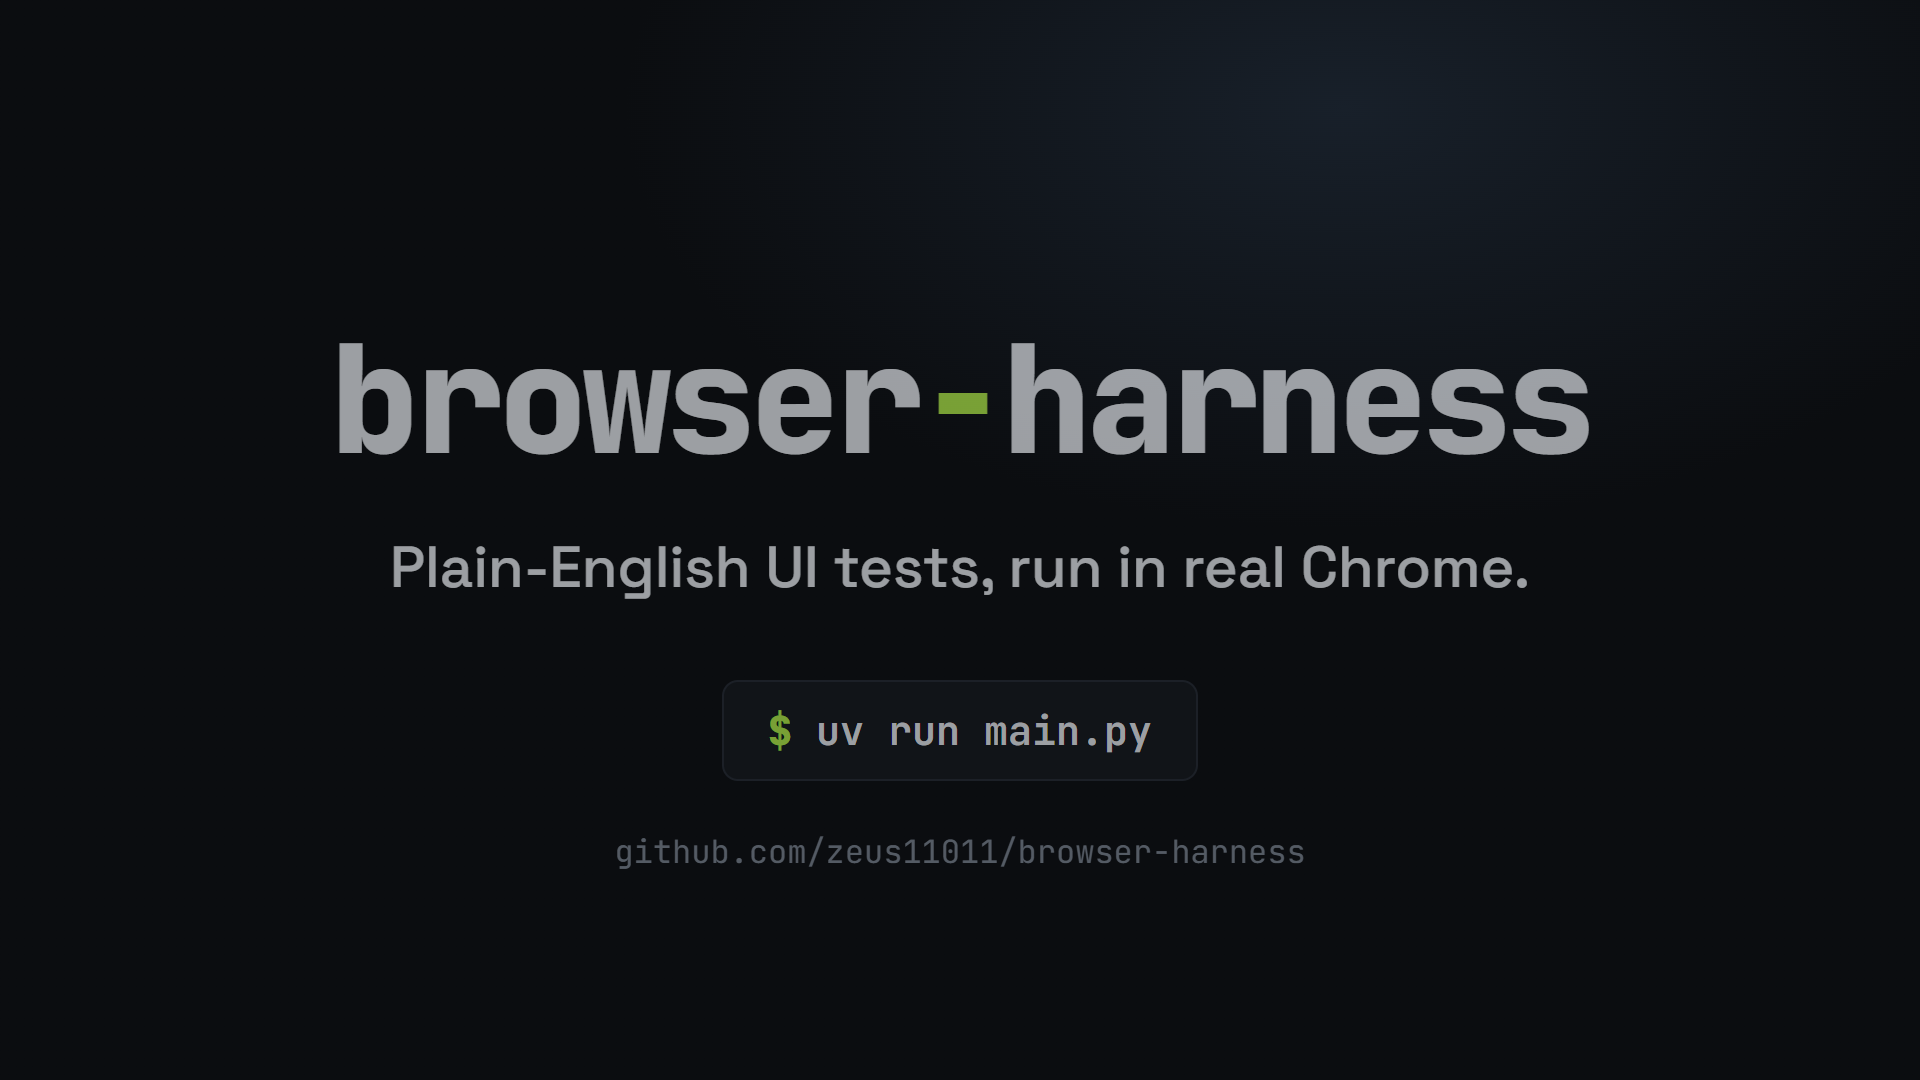 browser-harness
Plain-English UI tests, run in real Chrome.
$ uv run main.py
github.com/zeus11011/browser-harness